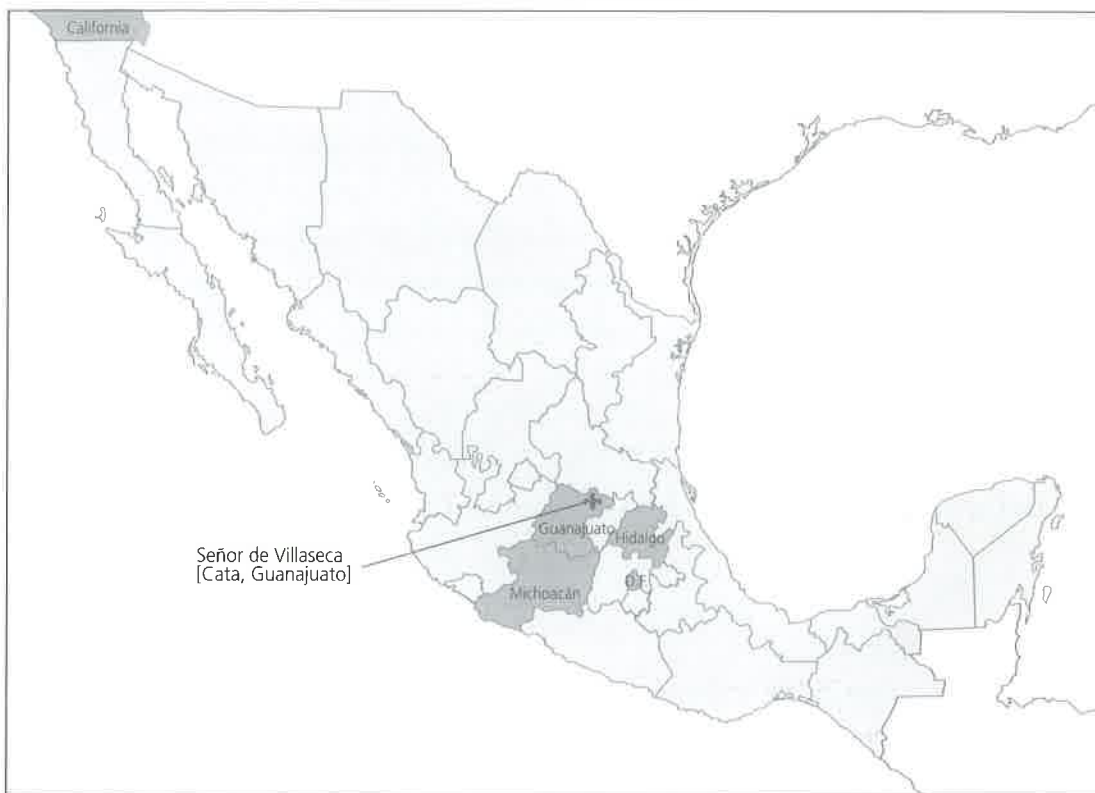 California
Guanajuato
Hidalgo
Señor de Villaseca
[Cata, Guanajuato]
D.F.
Michoacán